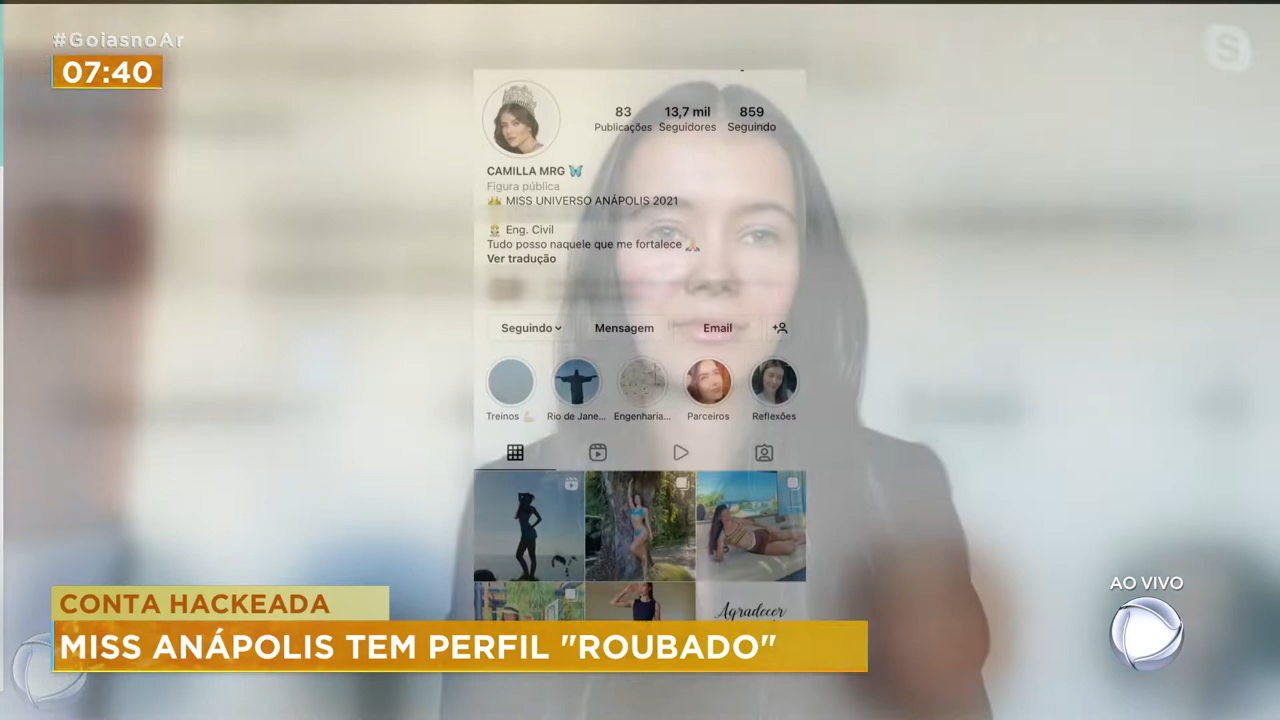 #GoiasnoAr
07:40
S
83 13,7 mil 859
Publicações Seguidores Seguindo
CAMILLA MRG
Figura pública
MISS UNIVERSO ANÁPOLIS 2021
Eng. Civil
Tudo posso naquele que me fortalece
Ver tradução
Seguindo Mensagem Email
Treinos Rio de Jane... Engenharia... Parceiros Reflexões
Agradecer
CONTA HACKEADA
MISS ANÁPOLIS TEM PERFIL "ROUBADO"
AO VIVO